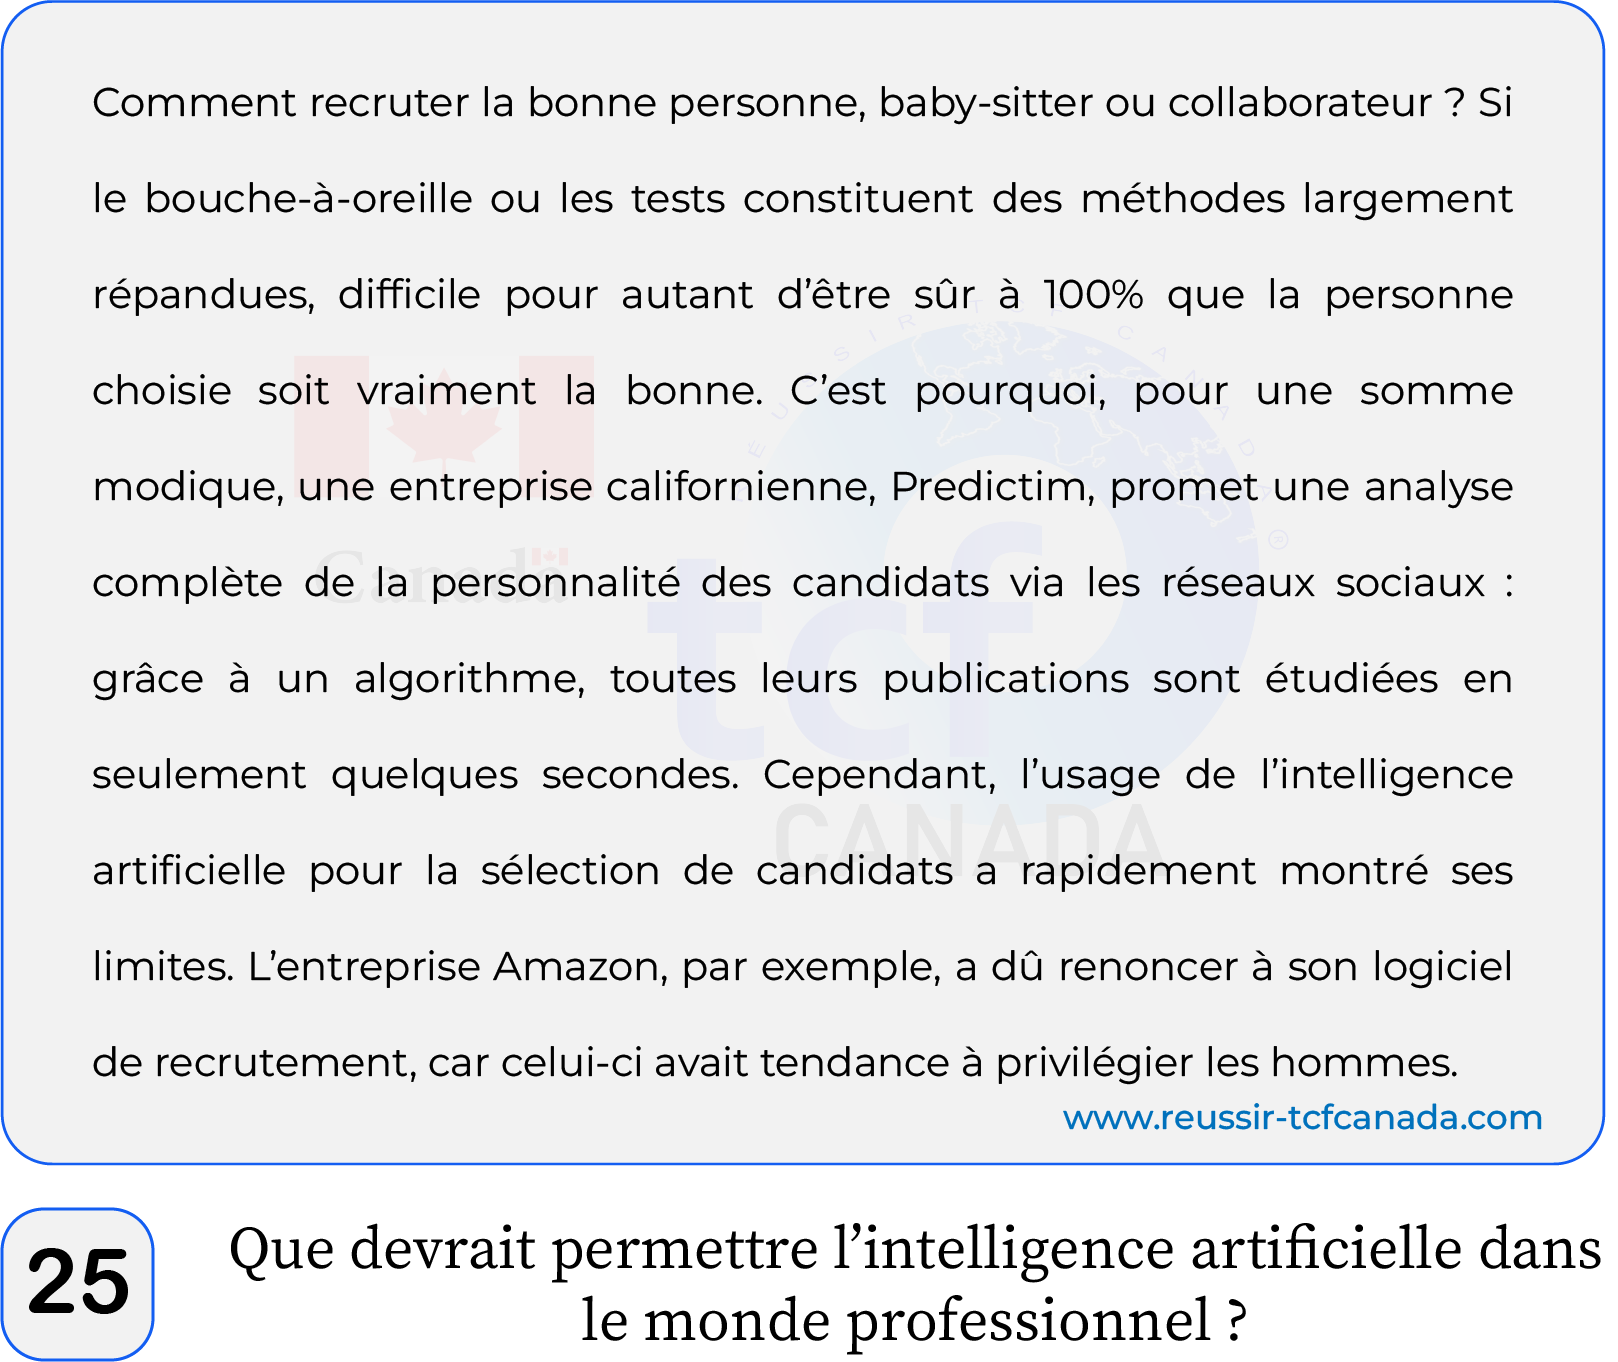 Comment recruter la bonne personne, baby-sitter ou collaborateur ? Si
le bouche-à-oreille ou les tests constituent des méthodes largement
répandues, difficile pour autant d’être sûr à 100% que la personne
choisie soit vraiment la bonne. C’est pourquoi, pour une somme
modique, une entreprise californienne, Predictim, promet une analyse
complète de la personnalité des candidats via les réseaux sociaux :
grâce à un algorithme, toutes leurs publications sont étudiées en
seulement quelques secondes. Cependant, l’usage de l’intelligence
artificielle pour la sélection de candidats a rapidement montré ses
limites. L’entreprise Amazon, par exemple, a dû renoncer à son logiciel
de recrutement, car celui-ci avait tendance à privilégier les hommes.
www.reussir-tcfcanada.com
RÉUSSIR TCF CANADA ®
Canada
tcf
CANADA
25
Que devrait permettre l’intelligence artificielle dans
le monde professionnel ?